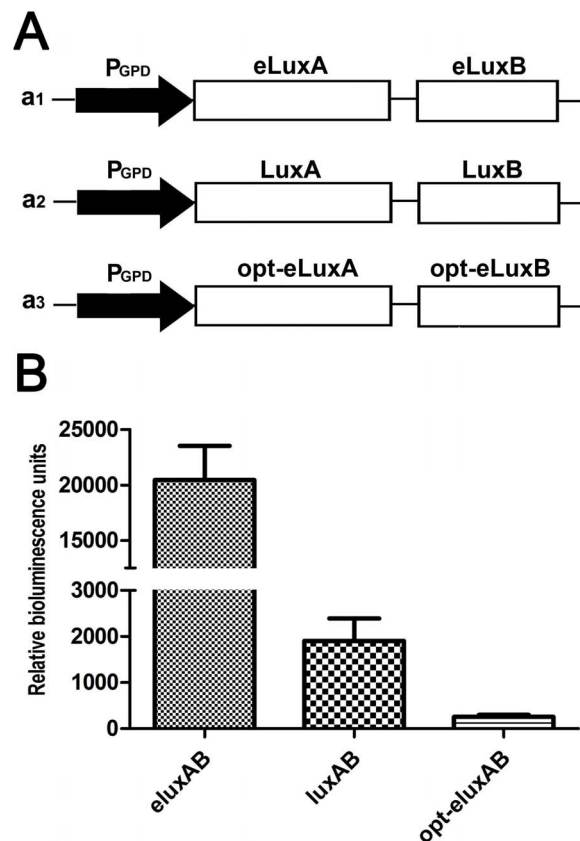 A
PGPD eLuxA eLuxB
a1
PGPD LuxA LuxB
a2
PGPD opt-eLuxA opt-eLuxB
a3
B
Relative bioluminescence units
25000
20000
15000
3000
2000
1000
0
eluxAB
luxAB
opt-eluxAB